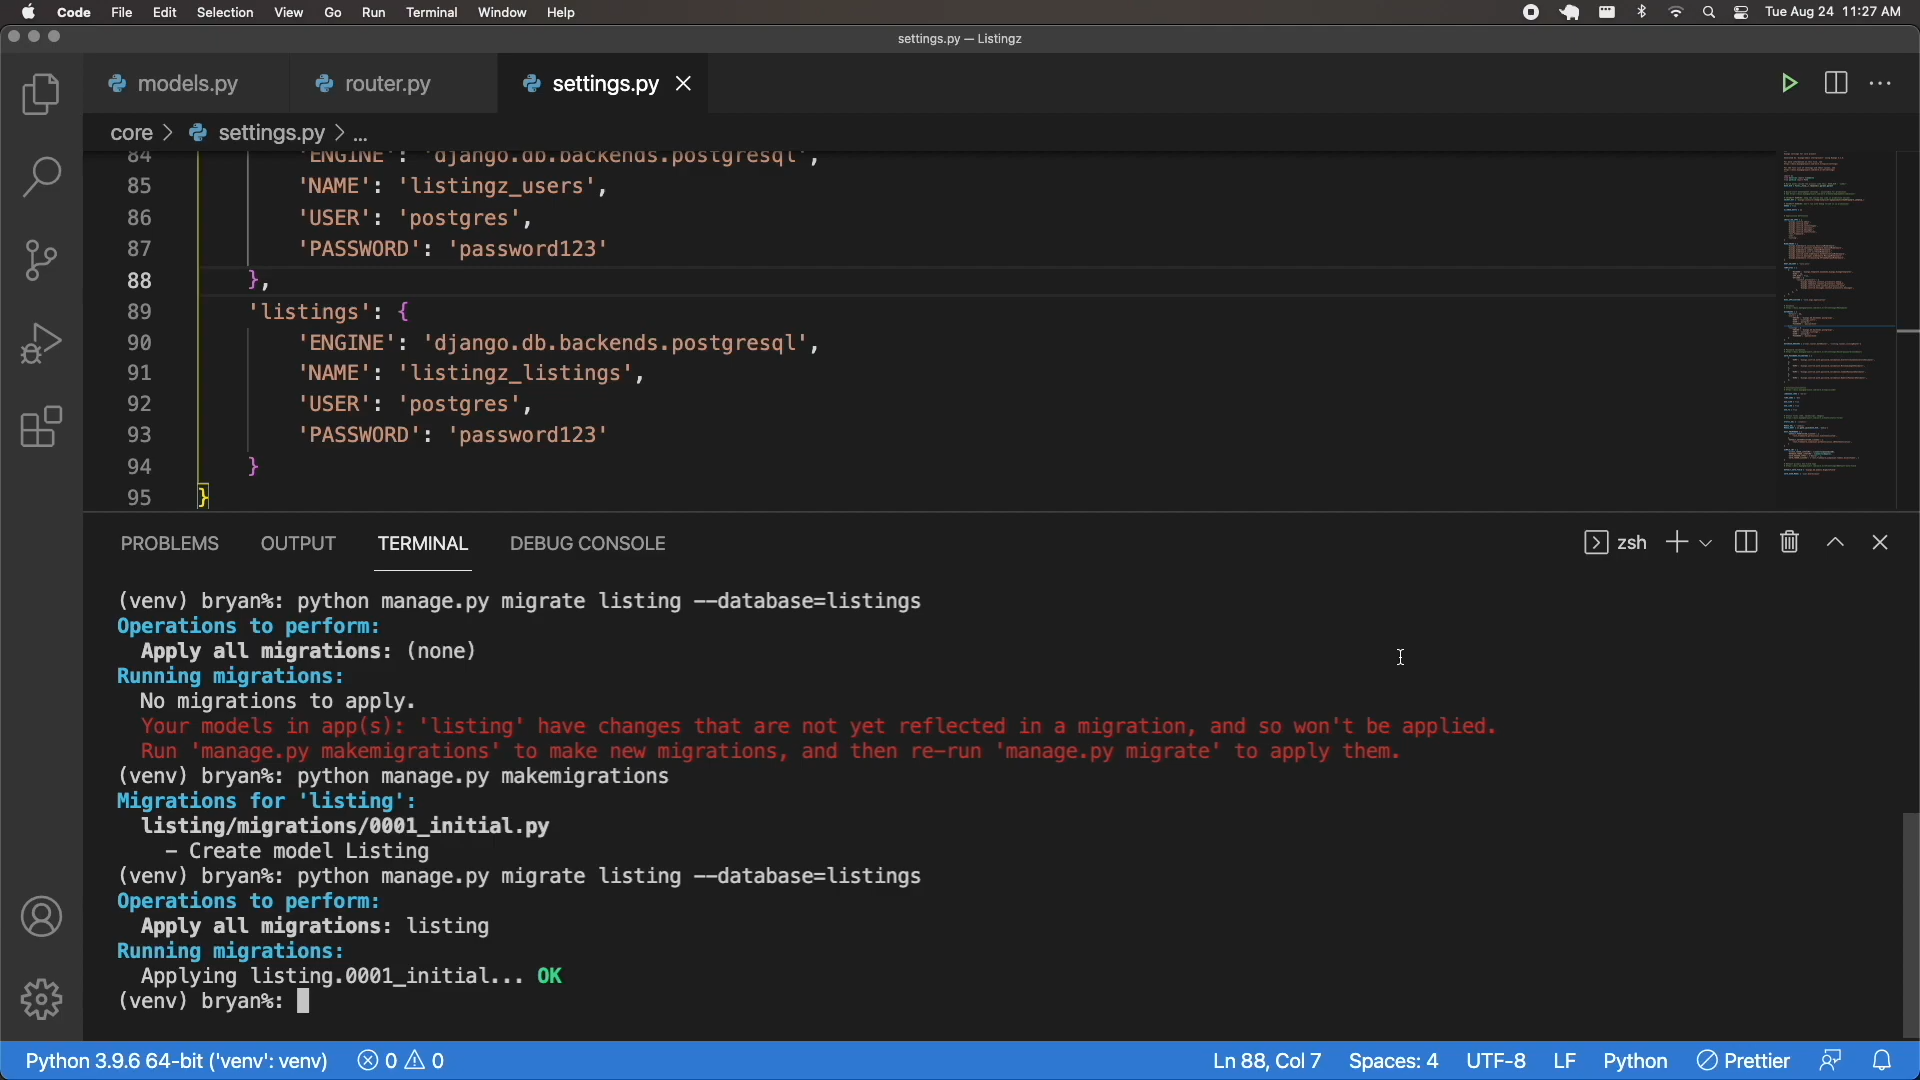 Code File Edit Selection View Go Run Terminal Window Help Tue Aug 24 11:27 AM
settings.py — Listingz
models.py router.py settings.py
core > settings.py > ...
84 'ENGINE': 'django.db.backends.postgresql',
85 'NAME': 'listingz_users',
86 'USER': 'postgres',
87 'PASSWORD': 'password123'
88 },
89 'listings': {
90 'ENGINE': 'django.db.backends.postgresql',
91 'NAME': 'listingz_listings',
92 'USER': 'postgres',
93 'PASSWORD': 'password123'
94 }
95 }
PROBLEMS OUTPUT TERMINAL DEBUG CONSOLE zsh
(venv) bryan%: python manage.py migrate listing --database=listings
Operations to perform:
Apply all migrations: (none)
Running migrations:
No migrations to apply.
Your models in app(s): 'listing' have changes that are not yet reflected in a migration, and so won't be applied.
Run 'manage.py makemigrations' to make new migrations, and then re-run 'manage.py migrate' to apply them.
(venv) bryan%: python manage.py makemigrations
Migrations for 'listing':
listing/migrations/0001_initial.py
- Create model Listing
(venv) bryan%: python manage.py migrate listing --database=listings
Operations to perform:
Apply all migrations: listing
Running migrations:
Applying listing.0001_initial... OK
(venv) bryan%:
Python 3.9.6 64-bit ('venv': venv) 0 0 Ln 88, Col 7 Spaces: 4 UTF-8 LF Python Prettier